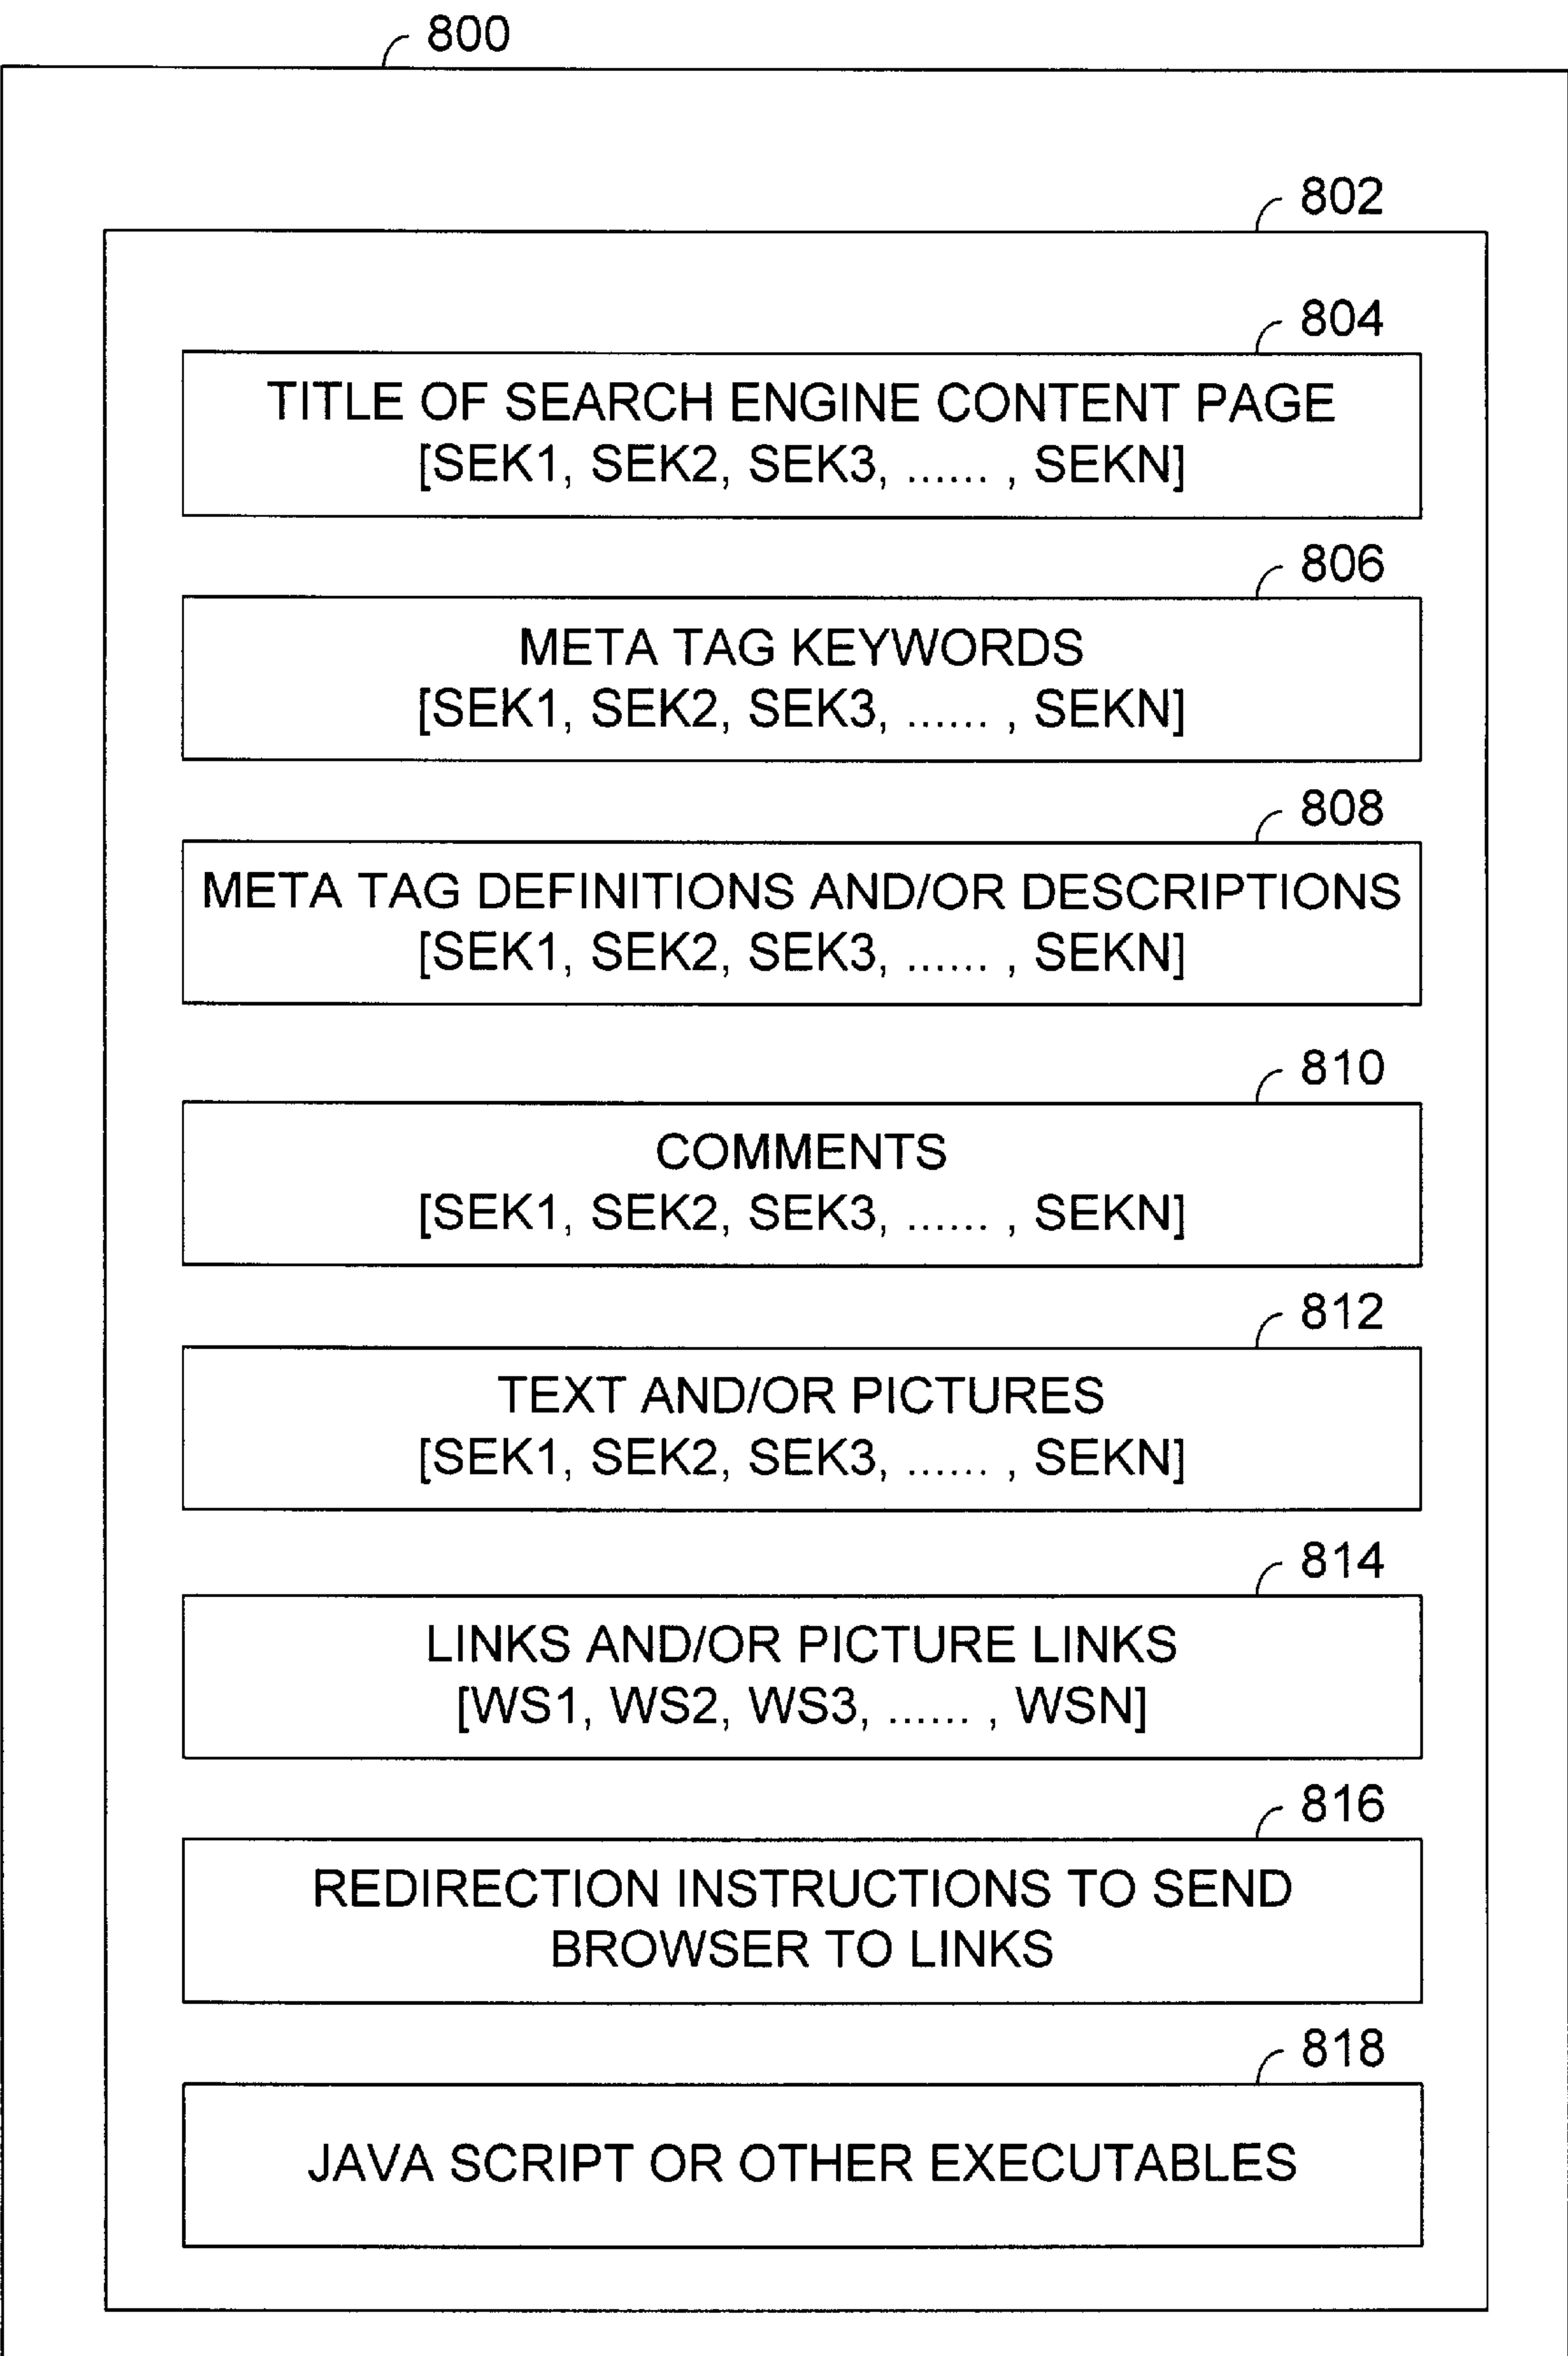 800
802
804
TITLE OF SEARCH ENGINE CONTENT PAGE
[SEK1, SEK2, SEK3, ...... , SEKN]
806
META TAG KEYWORDS
[SEK1, SEK2, SEK3, ...... , SEKN]
808
META TAG DEFINITIONS AND/OR DESCRIPTIONS
[SEK1, SEK2, SEK3, ...... , SEKN]
810
COMMENTS
[SEK1, SEK2, SEK3, ...... , SEKN]
812
TEXT AND/OR PICTURES
[SEK1, SEK2, SEK3, ...... , SEKN]
814
LINKS AND/OR PICTURE LINKS
[WS1, WS2, WS3, ...... , WSN]
816
REDIRECTION INSTRUCTIONS TO SEND
BROWSER TO LINKS
818
JAVA SCRIPT OR OTHER EXECUTABLES